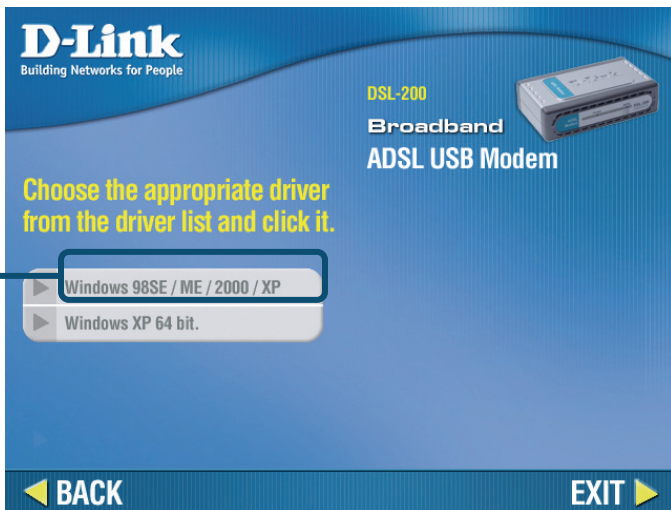 D-Link
Building Networks for People
DSL-200
Broadband
ADSL USB Modem
Choose the appropriate driver
from the driver list and click it.
Windows 98SE / ME / 2000 / XP
Windows XP 64 bit.
BACK
EXIT